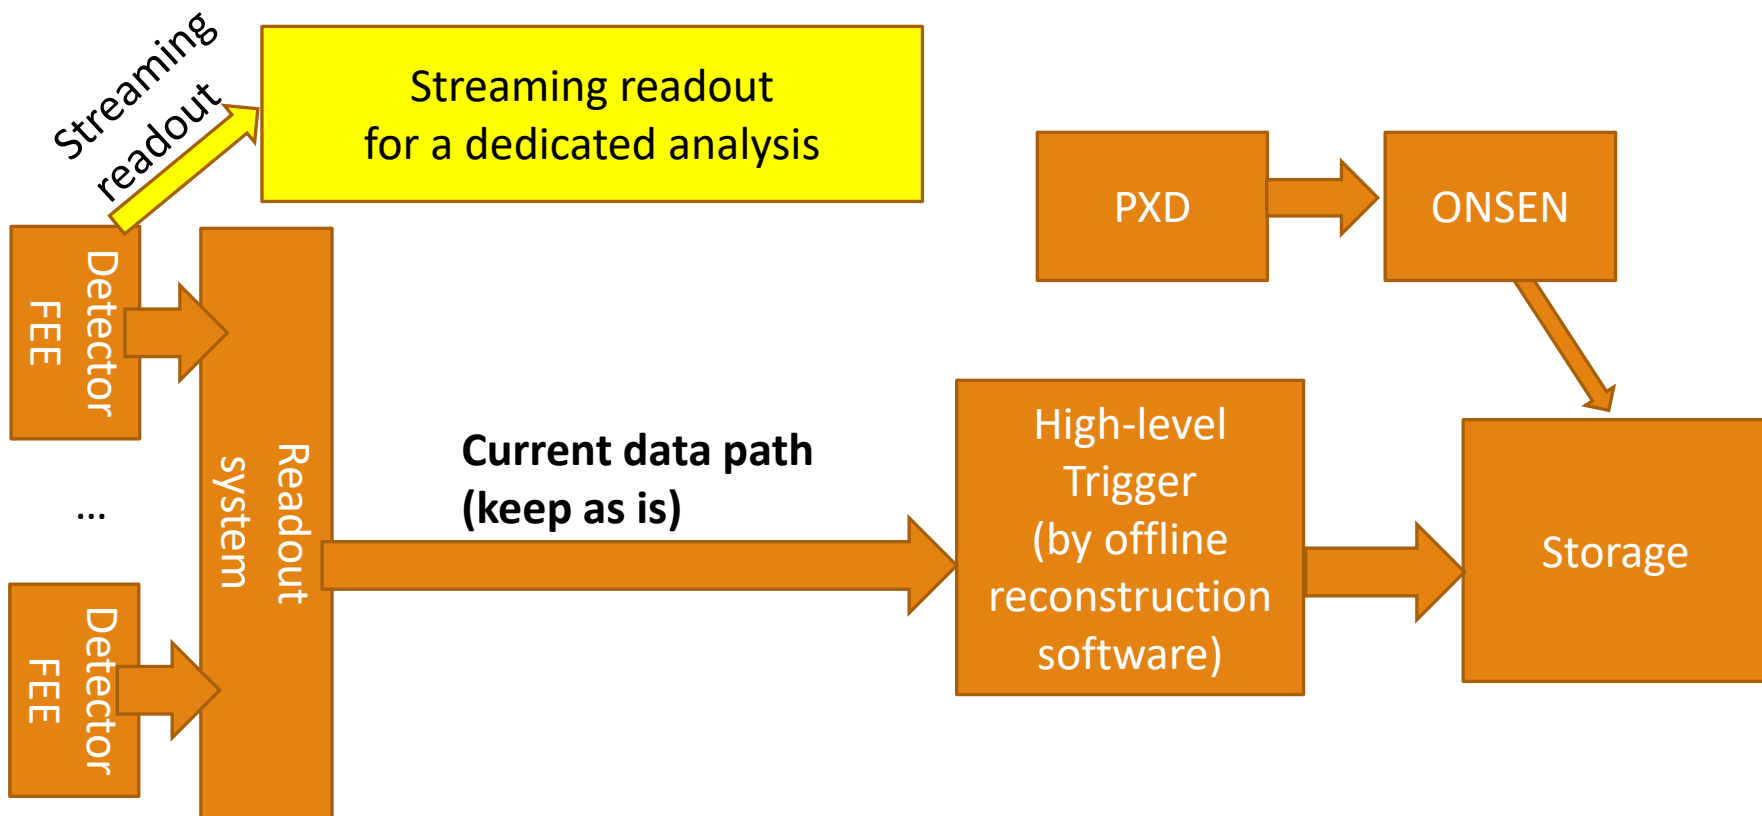 Streaming
readout
Streaming readout
for a dedicated analysis
PXD
ONSEN
Detector
FEE
...
Detector
FEE
Readout
system
Current data path
(keep as is)
High-level
Trigger
(by offline
reconstruction
software)
Storage